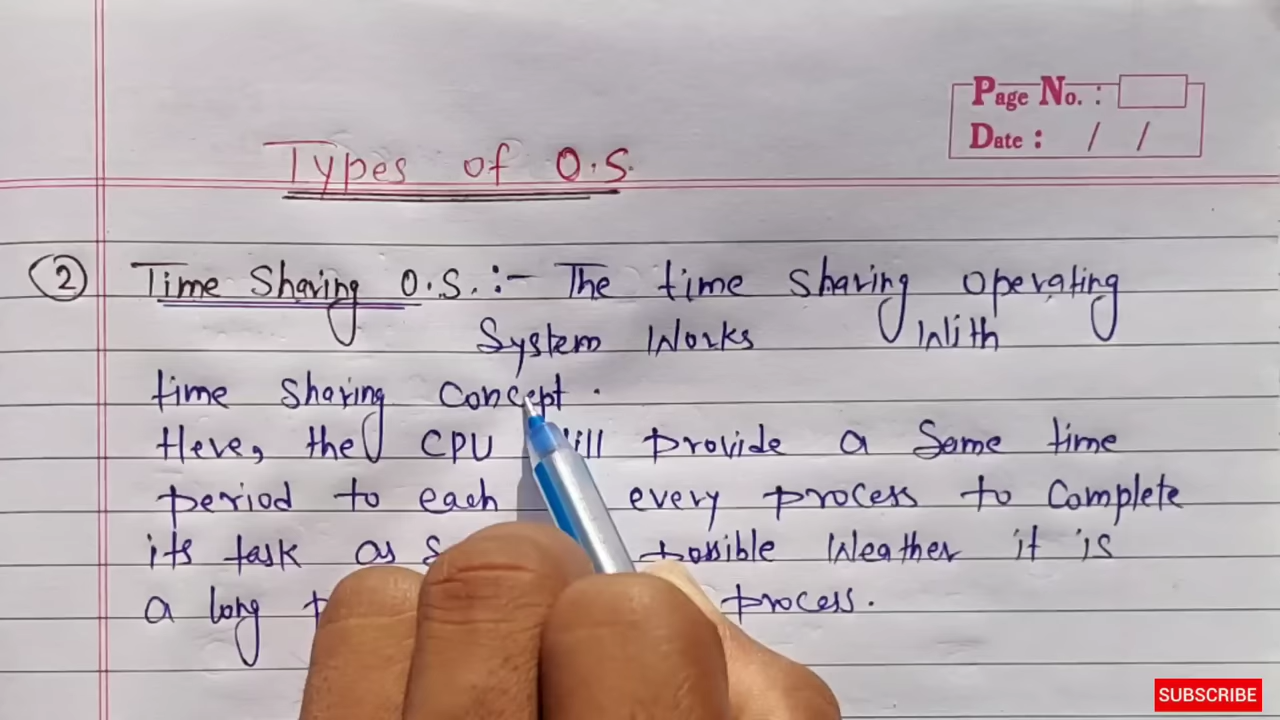 Page No. :
Date : / /
Types of O.S.
2 Time Sharing O.S. :- The time sharing operating
System Works With
time sharing concept .
Here, the CPU will provide a Same time
period to each every process to Complete
its task as possible Weather it is
a long process.
SUBSCRIBE